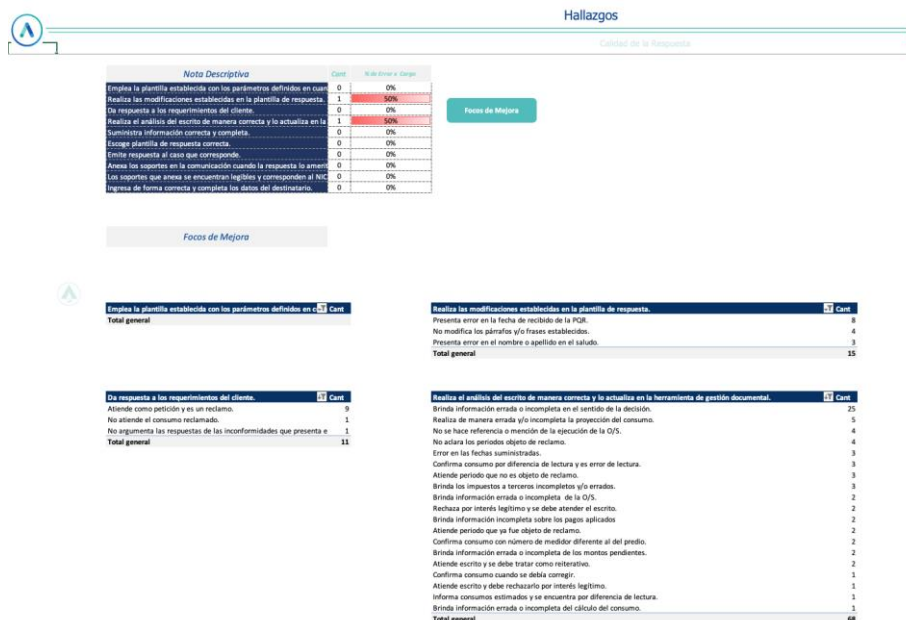 Hallazgos
Calidad de la Respuesta
Nota Descriptiva Cant % de Error a Cargo
Emplea la plantilla establecida con los parámetros definidos en cuan 0 0%
Realiza las modificaciones establecidas en la plantilla de respuesta. 1 50%
Da respuesta a los requerimientos del cliente. 0 0%
Realiza el análisis del escrito de manera correcta y lo actualiza en la 1 50%
Suministra información correcta y completa. 0 0%
Escoge plantilla de respuesta correcta. 0 0%
Emite respuesta al caso que corresponde. 0 0%
Anexa los soportes en la comunicación cuando la respuesta lo amerit 0 0%
Los soportes que anexa se encuentran legibles y corresponden al NIC 0 0%
Ingresa de forma correcta y completa los datos del destinatario. 0 0%
Focos de Mejora
Focos de Mejora
Emplea la plantilla establecida con los parámetros definidos en c Cant
Total general
Realiza las modificaciones establecidas en la plantilla de respuesta. Cant
Presenta error en la fecha de recibido de la PQR. 8
No modifica los párrafos y/o frases establecidos. 4
Presenta error en el nombre o apellido en el saludo. 3
Total general 15
Da respuesta a los requerimientos del cliente. Cant
Atiende como petición y es un reclamo. 9
No atiende el consumo reclamado. 1
No argumenta las respuestas de las inconformidades que presenta e 1
Total general 11
Realiza el análisis del escrito de manera correcta y lo actualiza en la herramienta de gestión documental. Cant
Brinda información errada o incompleta en el sentido de la decisión. 25
Realiza de manera errada y/o incompleta la proyección del consumo. 5
No se hace referencia o mención de la ejecución de la O/S. 4
No aclara los periodos objeto de reclamo. 4
Error en las fechas suministradas. 3
Confirma consumo por diferencia de lectura y es error de lectura. 3
Atiende periodo que no es objeto de reclamo. 3
Brinda los impuestos a terceros incompletos y/o errados. 3
Brinda información errada o incompleta de la O/S. 2
Rechaza por interés legítimo y se debe atender el escrito. 2
Brinda información incompleta sobre los pagos aplicados 2
Atiende periodo que ya fue objeto de reclamo. 2
Confirma consumo con número de medidor diferente al del predio. 2
Brinda información errada o incompleta de los montos pendientes. 2
Atiende escrito y se debe tratar como reiterativo. 2
Confirma consumo cuando se debía corregir. 1
Atiende escrito y debe rechazarlo por interés legítimo. 1
Informa consumos estimados y se encuentra por diferencia de lectura. 1
Brinda información errada o incompleta del cálculo del consumo. 1
Total general 68